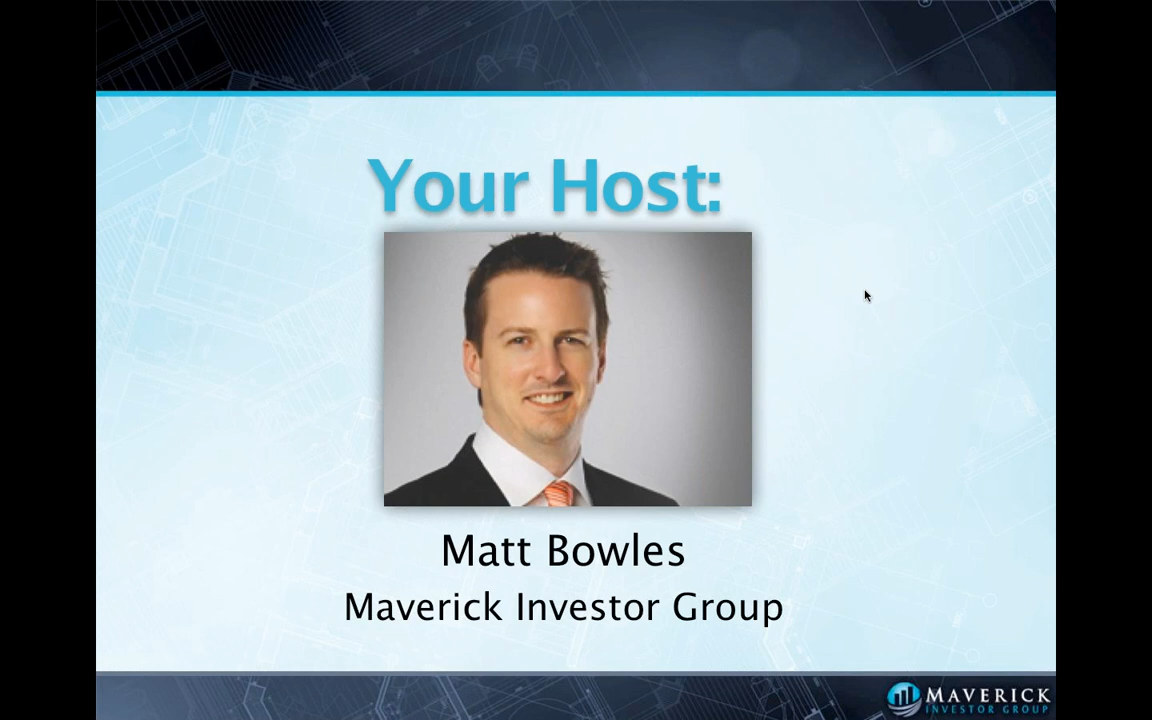 Your Host:
Matt Bowles
Maverick Investor Group
MAVERICK
INVESTOR GROUP